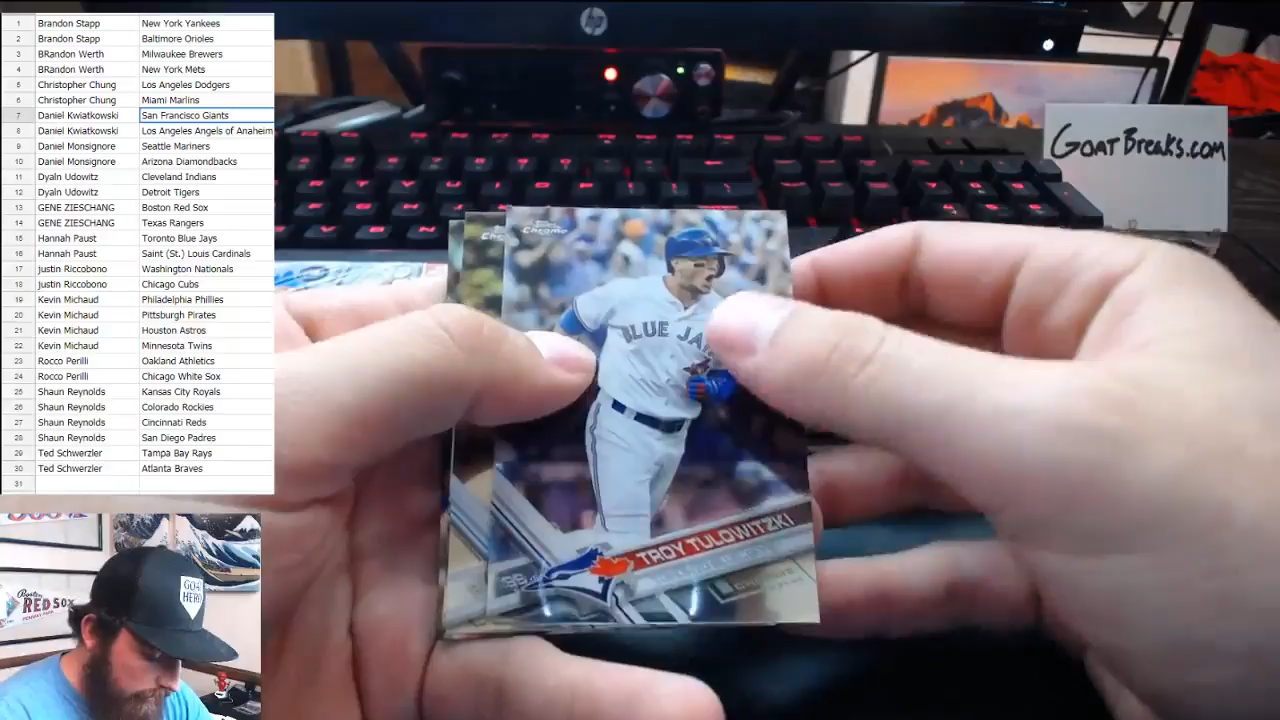 1 Brandon Stapp New York Yankees
2 Brandon Stapp Baltimore Orioles
3 BRandon Werth Milwaukee Brewers
4 BRandon Werth New York Mets
5 Christopher Chung Los Angeles Dodgers
6 Christopher Chung Miami Marlins
7 Daniel Kwiatkowski San Francisco Giants
8 Daniel Kwiatkowski Los Angeles Angels of Anaheim
9 Daniel Monsignore Seattle Mariners
10 Daniel Monsignore Arizona Diamondbacks
11 Dyaln Udowitz Cleveland Indians
12 Dyaln Udowitz Detroit Tigers
13 GENE ZIESCHANG Boston Red Sox
14 GENE ZIESCHANG Texas Rangers
15 Hannah Paust Toronto Blue Jays
16 Hannah Paust Saint (St.) Louis Cardinals
17 justin Riccobono Washington Nationals
18 justin Riccobono Chicago Cubs
19 Kevin Michaud Philadelphia Phillies
20 Kevin Michaud Pittsburgh Pirates
21 Kevin Michaud Houston Astros
22 Kevin Michaud Minnesota Twins
23 Rocco Perilli Oakland Athletics
24 Rocco Perilli Chicago White Sox
25 Shaun Reynolds Kansas City Royals
26 Shaun Reynolds Colorado Rockies
27 Shaun Reynolds Cincinnati Reds
28 Shaun Reynolds San Diego Padres
29 Ted Schwerzler Tampa Bay Rays
30 Ted Schwerzler Atlanta Braves
31
hp
GOATBREAKS.COM
Topps
Chrome
BLUE JA
TROY TULOWITZKI
Boston
RED SOX
GOAT
HERD